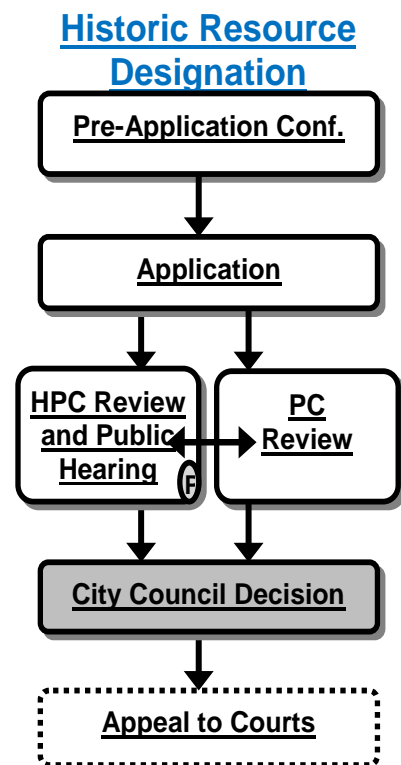 Historic Resource
Designation
Pre-Application Conf.
Application
HPC Review
and Public
Hearing
P
PC
Review
City Council Decision
Appeal to Courts